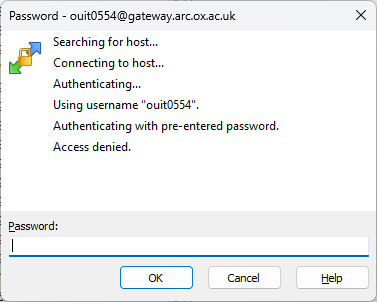 Password - ouit0554@gateway.arc.ox.ac.uk
Searching for host...
Connecting to host...
Authenticating...
Using username "ouit0554".
Authenticating with pre-entered password.
Access denied.
Password:
OK Cancel Help